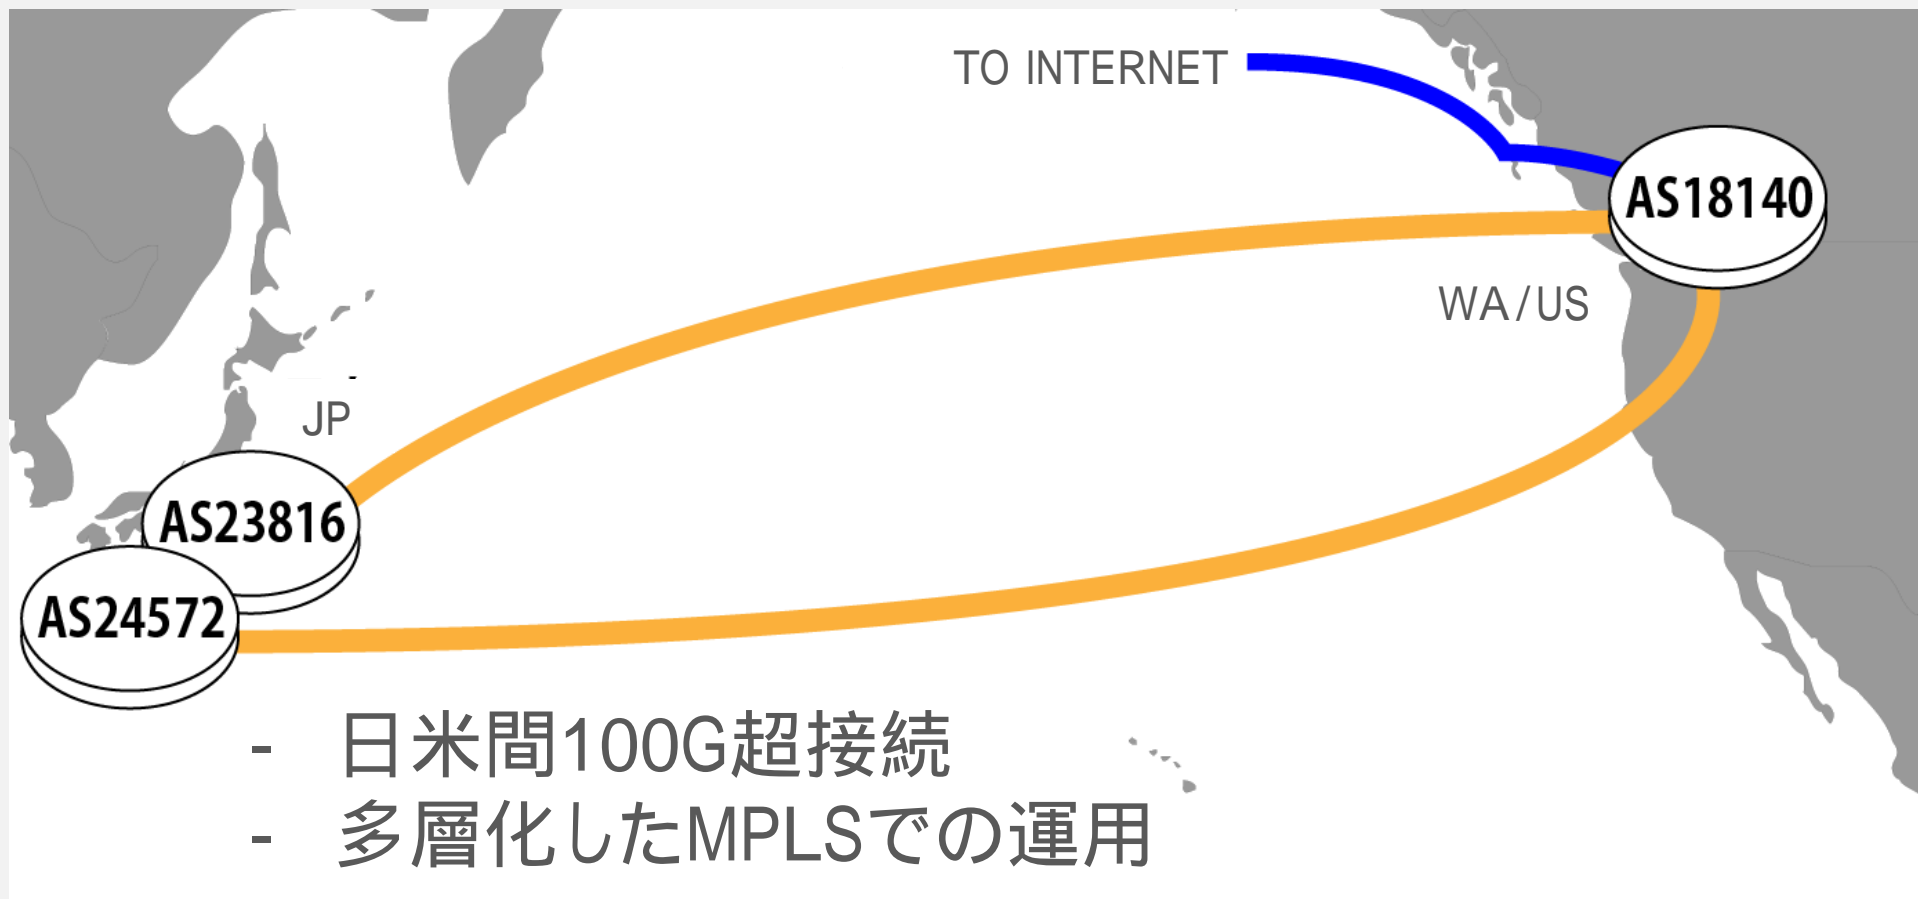 TO INTERNET
AS18140
WA/US
JP
AS23816
AS24572
- 日米間100G超接続
- 多層化したMPLSでの運用